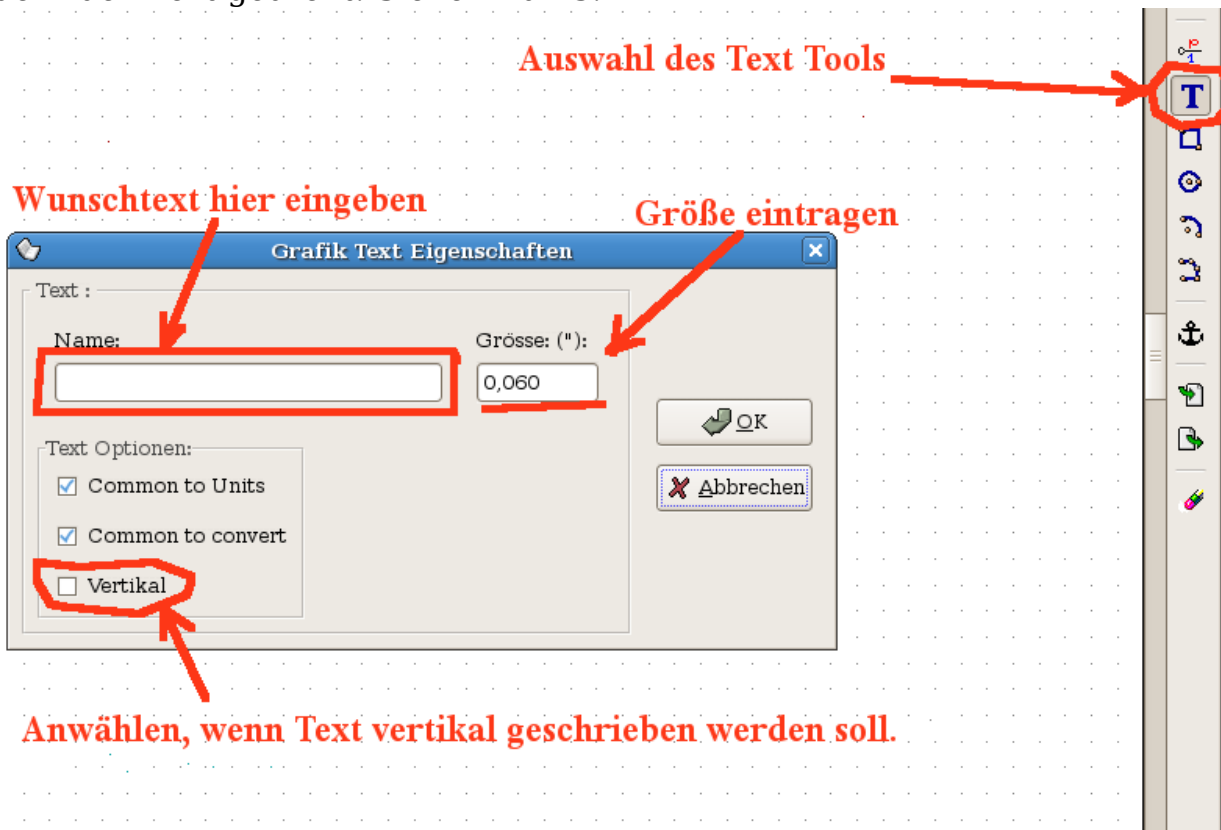 Auswahl des Text Tools
T
Wunschtext hier eingeben
Größe eintragen
Grafik Text Eigenschaften
Text :
Name:
Grösse: ("):
0,060
OK
Text Optionen:
Common to Units
Abbrechen
Common to convert
Vertikal
Anwählen, wenn Text vertikal geschrieben werden soll.